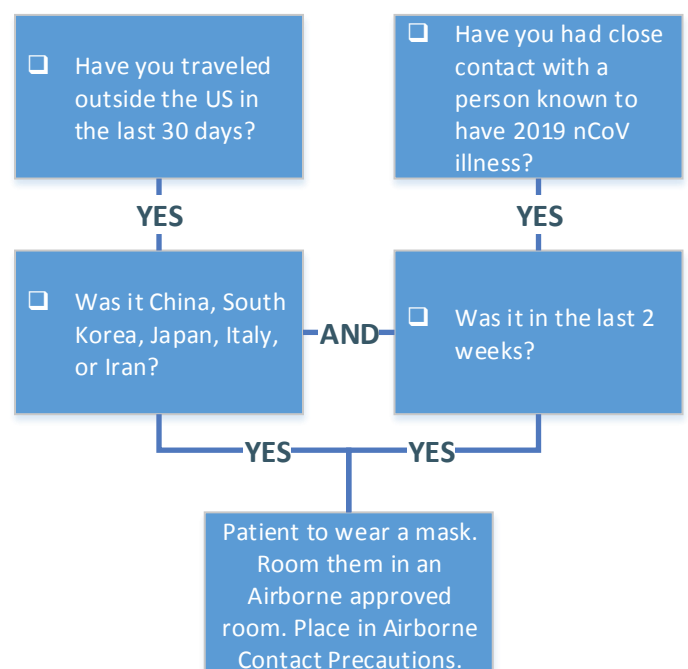 ❑ Have you traveled
outside the US in
the last 30 days?
❑ Have you had close
contact with a
person known to
have 2019 nCoV
illness?
YES
YES
❑ Was it China, South
Korea, Japan, Italy,
or Iran?
AND
❑ Was it in the last 2
weeks?
YES
YES
Patient to wear a mask.
Room them in an
Airborne approved
room. Place in Airborne
Contact Precautions.